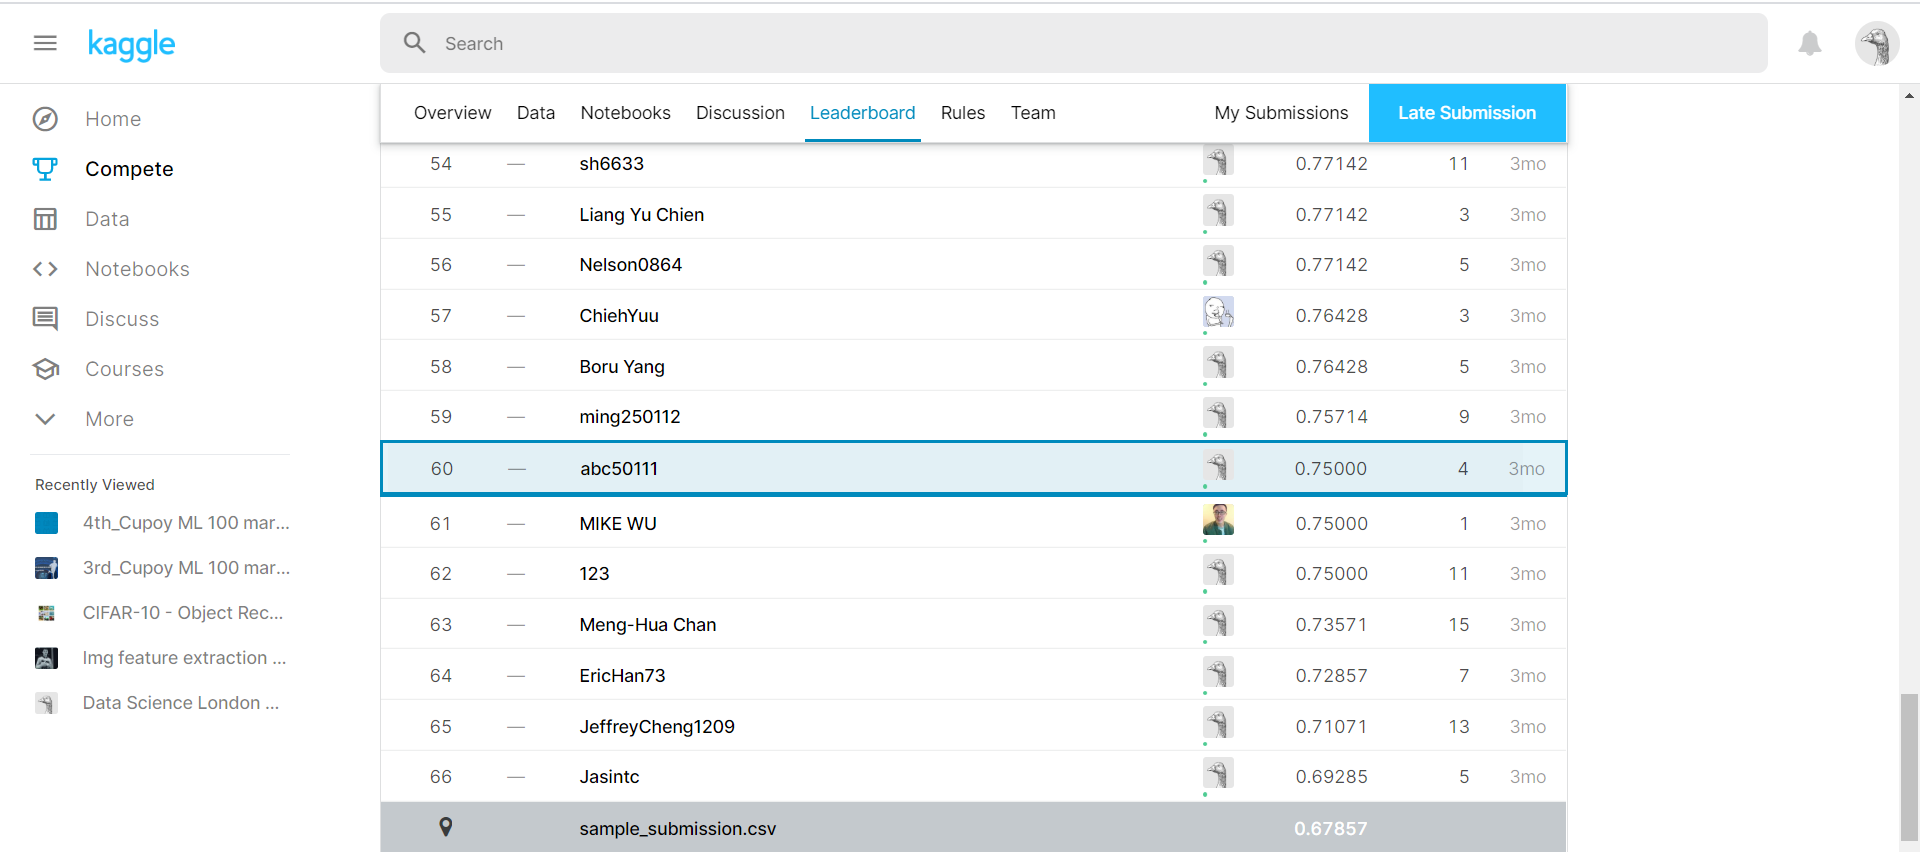 kaggle
Search
Home
Compete
Data
Notebooks
Discuss
Courses
More
Recently Viewed
4th_Cupoy ML 100 mar...
3rd_Cupoy ML 100 mar...
CIFAR-10 - Object Rec...
Img feature extraction ...
Data Science London ...
Overview Data Notebooks Discussion Leaderboard Rules Team My Submissions Late Submission
54 — sh6633 0.77142 11 3mo
55 — Liang Yu Chien 0.77142 3 3mo
56 — Nelson0864 0.77142 5 3mo
57 — ChiehYuu 0.76428 3 3mo
58 — Boru Yang 0.76428 5 3mo
59 — ming250112 0.75714 9 3mo
60 — abc50111 0.75000 4 3mo
61 — MIKE WU 0.75000 1 3mo
62 — 123 0.75000 11 3mo
63 — Meng-Hua Chan 0.73571 15 3mo
64 — EricHan73 0.72857 7 3mo
65 — JeffreyCheng1209 0.71071 13 3mo
66 — Jasintc 0.69285 5 3mo
sample_submission.csv 0.67857